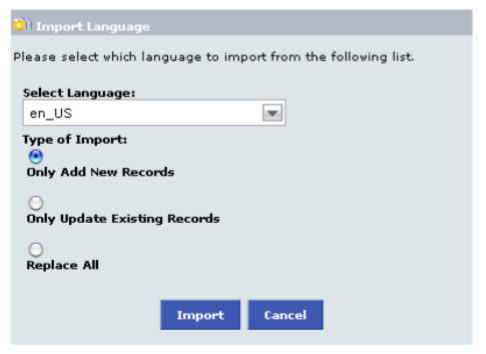 Import Language
Please select which language to import from the following list.
Select Language:
en_US
Type of Import:
Only Add New Records
Only Update Existing Records
Replace All
Import Cancel